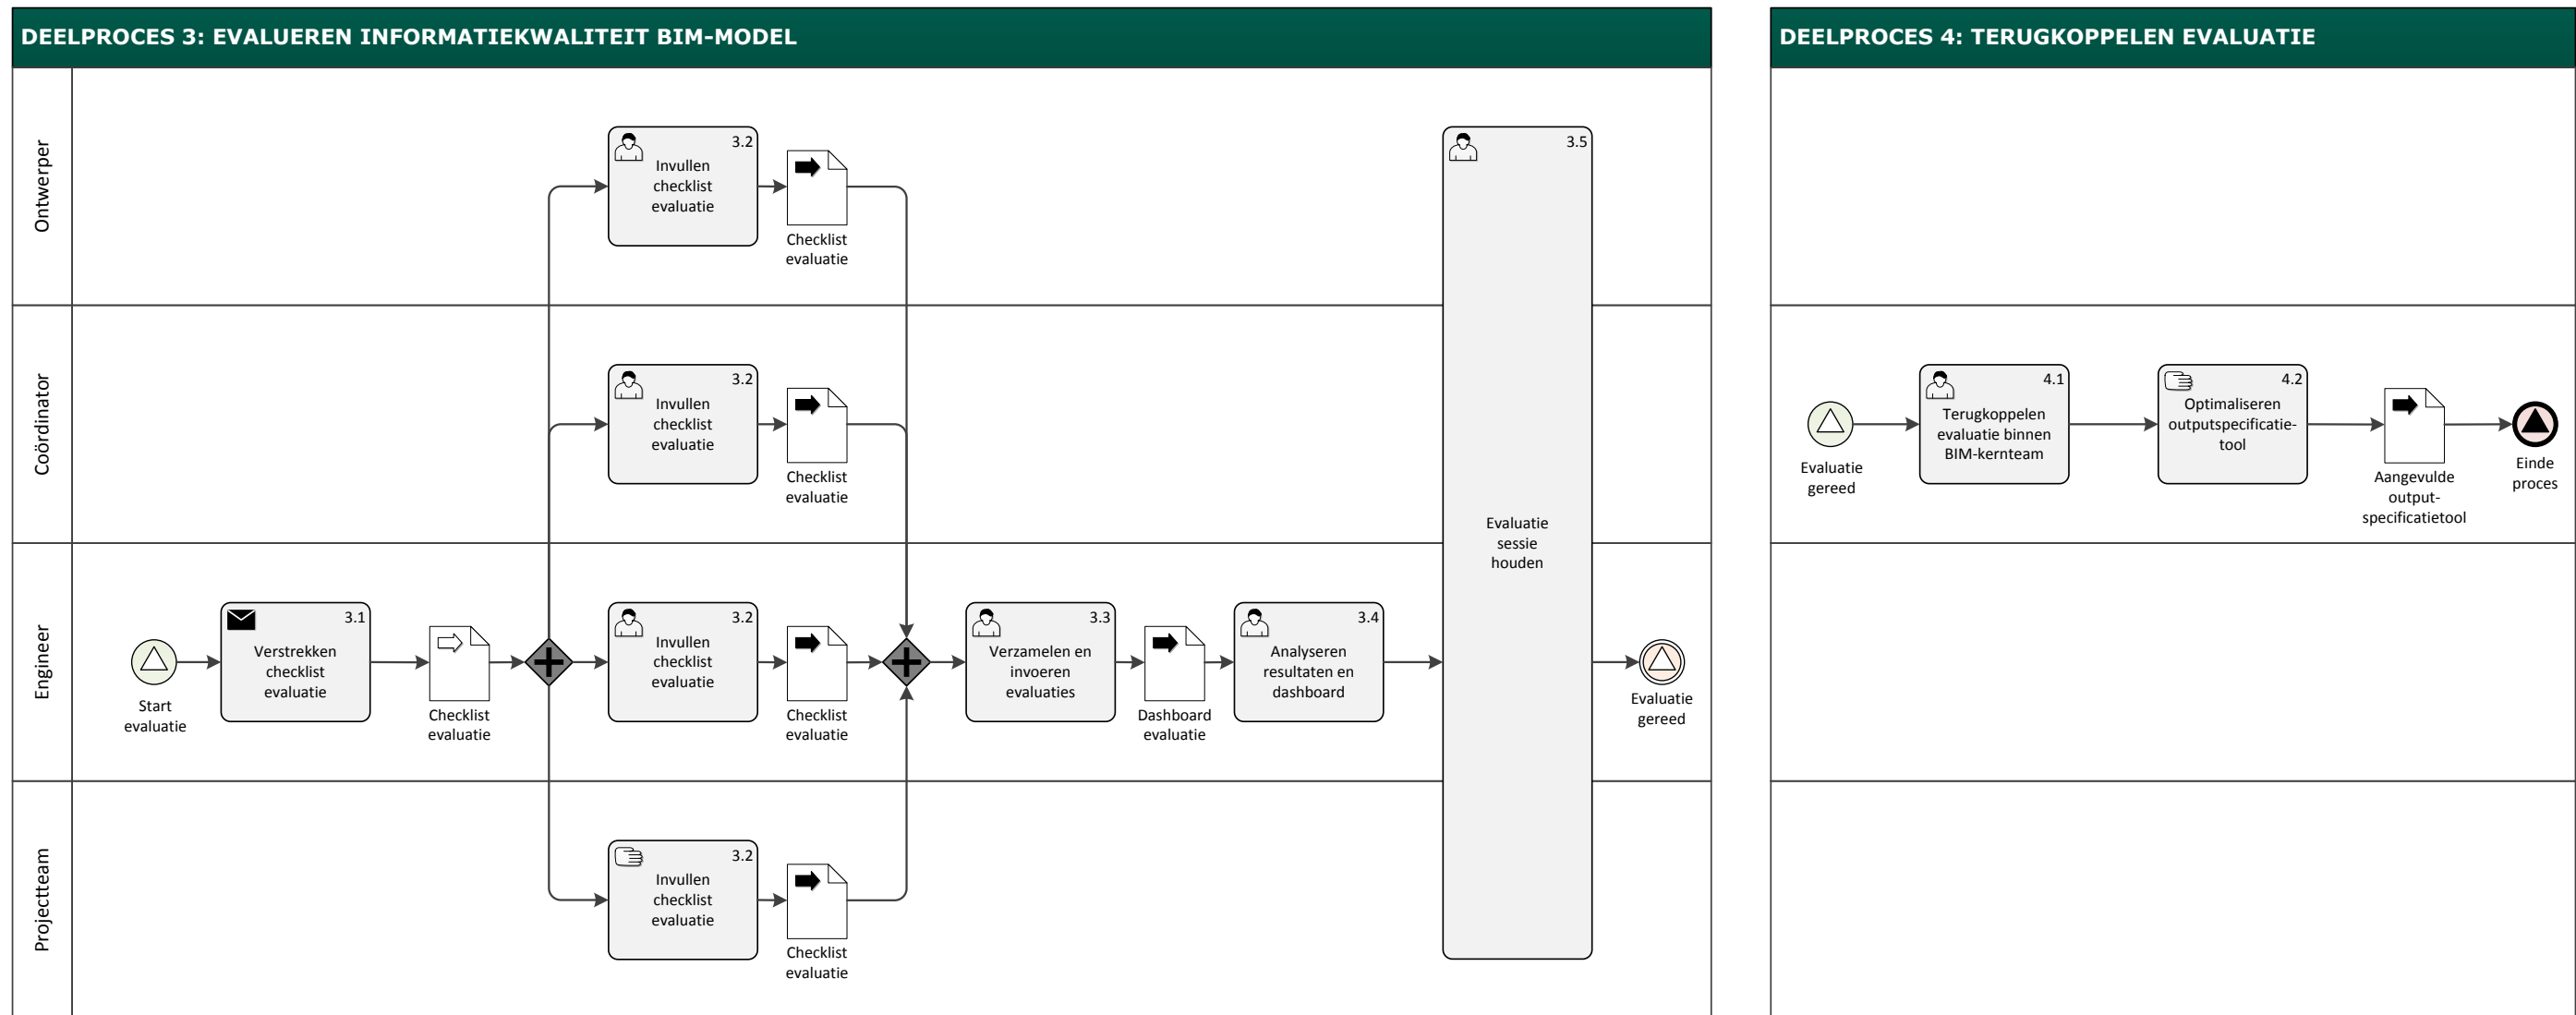 DEELPROCES 3: EVALUEREN INFORMATIEKWALITEIT BIM-MODEL
Ontwerper
3.2
Invullen
checklist
evaluatie
Checklist
evaluatie
Coördinator
3.2
Invullen
checklist
evaluatie
Checklist
evaluatie
Engineer
Start
evaluatie
3.1
Verstrekken
checklist
evaluatie
Checklist
evaluatie
3.2
Invullen
checklist
evaluatie
Checklist
evaluatie
3.3
Verzamelen en
invoeren
evaluaties
Dashboard
evaluatie
3.4
Analyseren
resultaten en
dashboard
3.5
Evaluatie
sessie
houden
Evaluatie
gereed
Projectteam
3.2
Invullen
checklist
evaluatie
Checklist
evaluatie
DEELPROCES 4: TERUGKOPPELEN EVALUATIE
Evaluatie
gereed
4.1
Terugkoppelen
evaluatie binnen
BIM-kernteam
4.2
Optimaliseren
outputspecificatie-
tool
Aangevulde
output-
specificatietool
Einde
proces